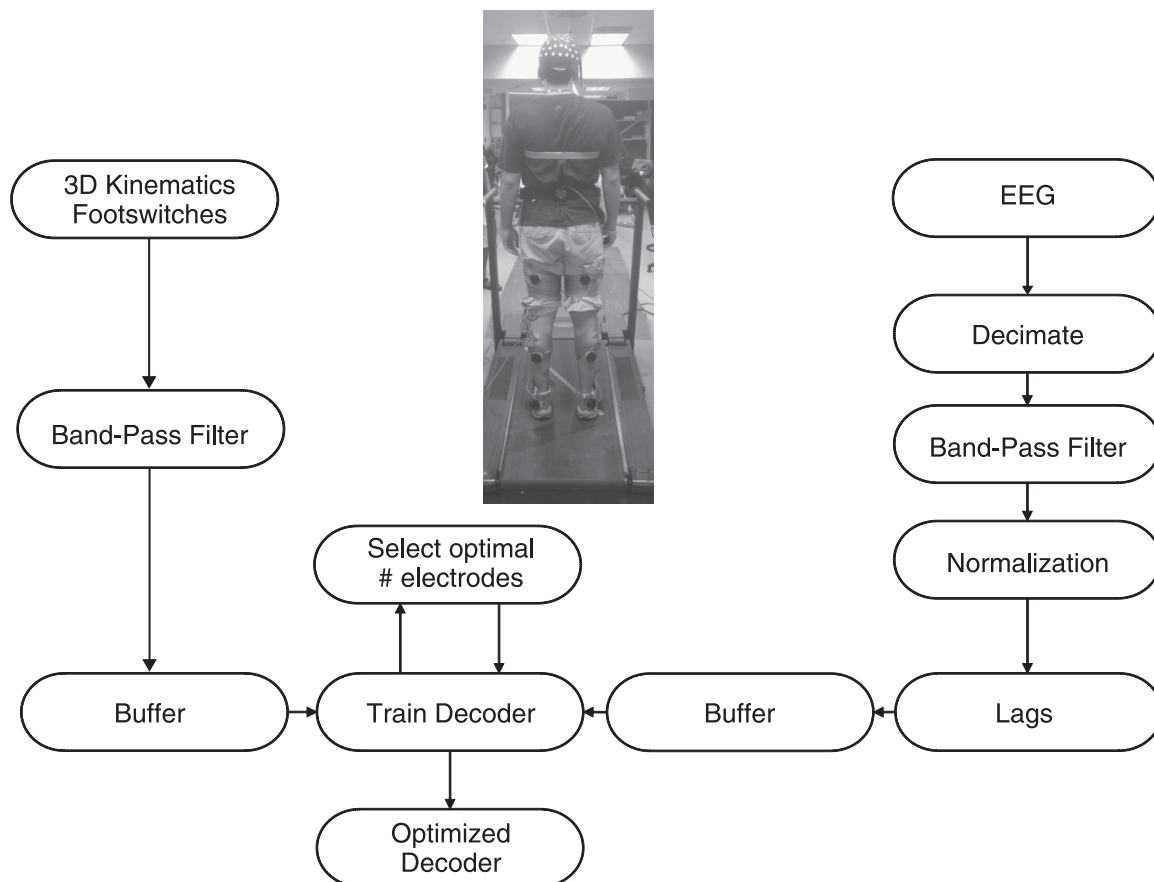 3D Kinematics
Footswitches
EEG
Decimate
Band-Pass Filter
Band-Pass Filter
Select optimal
# electrodes
Normalization
Buffer
Train Decoder
Buffer
Lags
Optimized
Decoder